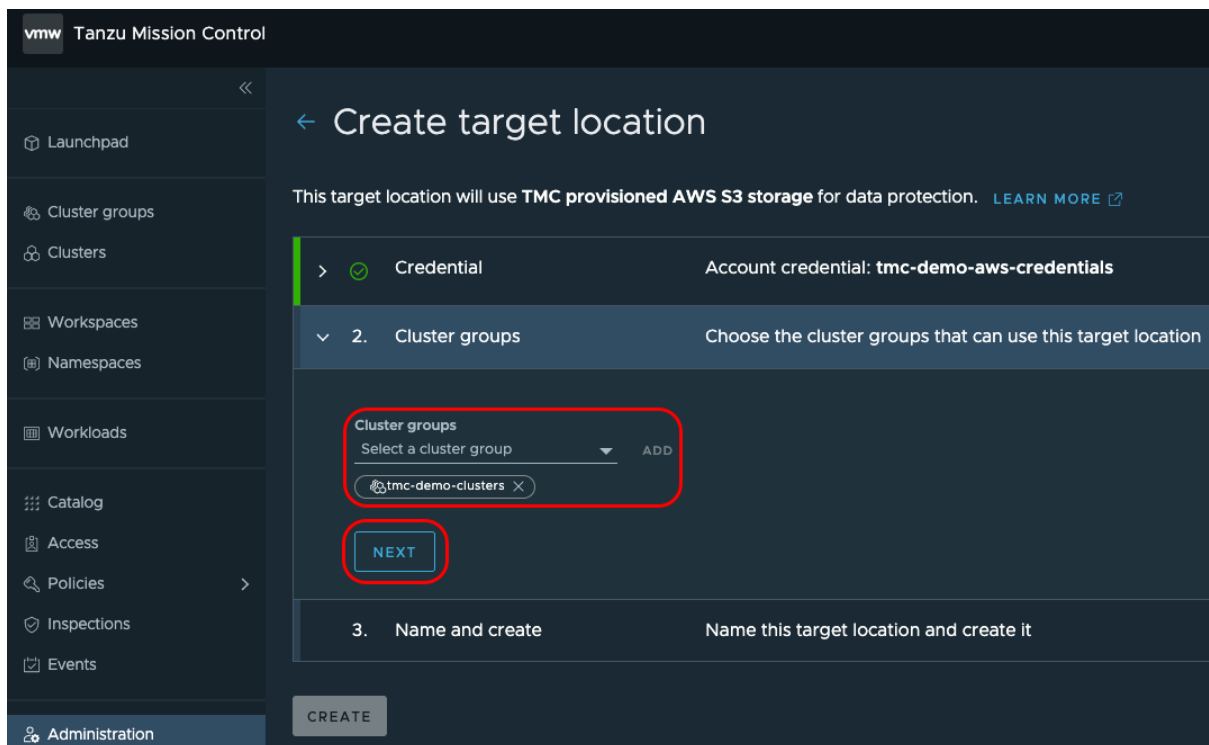 vmw Tanzu Mission Control
Launchpad
Cluster groups
Clusters
Workspaces
Namespaces
Workloads
Catalog
Access
Policies
Inspections
Events
Administration
Create target location
This target location will use TMC provisioned AWS S3 storage for data protection. LEARN MORE
Credential Account credential: tmc-demo-aws-credentials
2. Cluster groups Choose the cluster groups that can use this target location
Cluster groups
Select a cluster group ADD
tmc-demo-clusters
NEXT
3. Name and create Name this target location and create it
CREATE